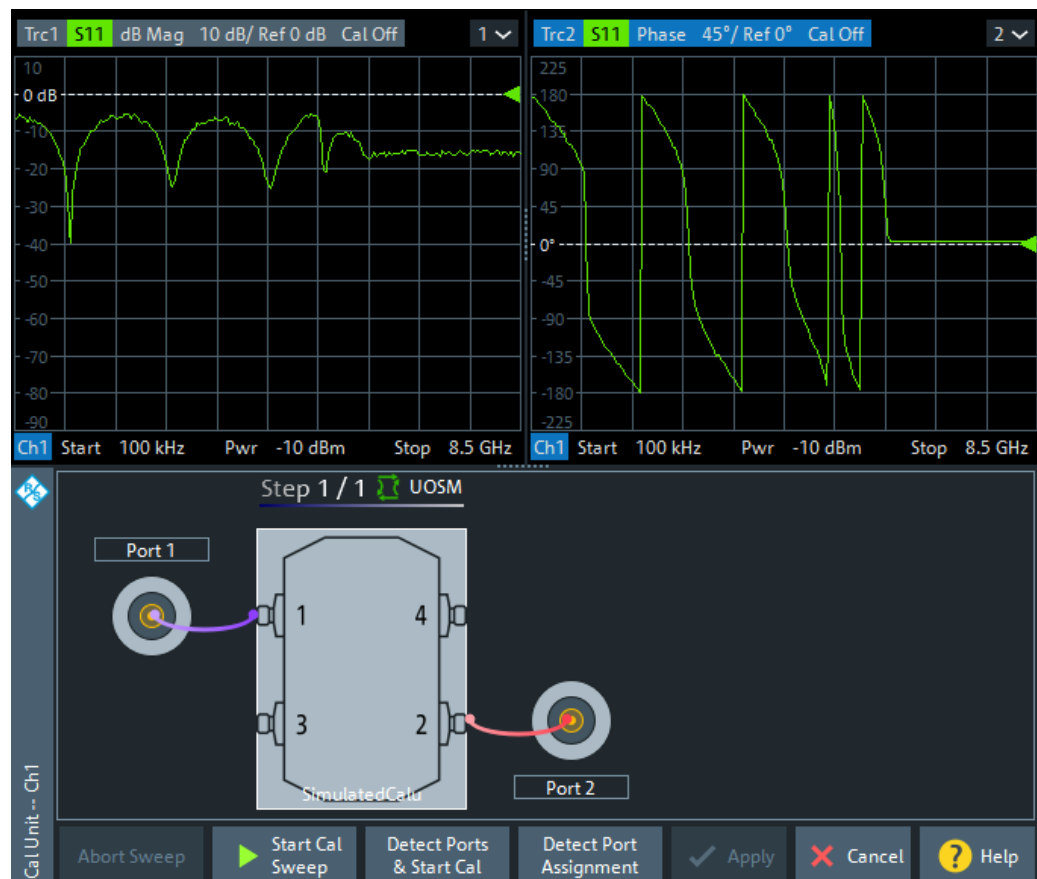 Trc1 S11 dB Mag 10 dB/ Ref 0 dB Cal Off 1
10
0 dB
-10
-20
-30
-40
-50
-60
-70
-80
-90
Ch1 Start 100 kHz Pwr -10 dBm Stop 8.5 GHz
Trc2 S11 Phase 45°/ Ref 0° Cal Off 2
225
180
135
90
45
0°
-45
-90
-135
-180
-225
Ch1 Start 100 kHz Pwr -10 dBm Stop 8.5 GHz
R/S
Step 1 / 1 UOSM
Port 1
1 4
3 2
SimulatedCalu
Port 2
Cal Unit -- Ch1
Abort Sweep
Start Cal
Sweep
Detect Ports
& Start Cal
Detect Port
Assignment
Apply
Cancel
? Help